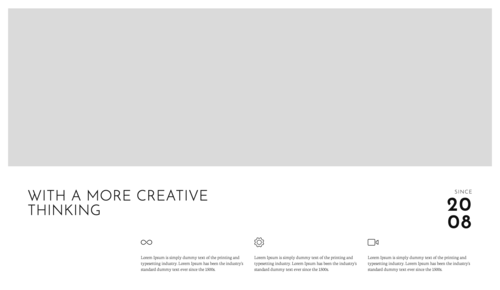 WITH A MORE CREATIVE
THINKING
SINCE
20
08
Lorem Ipsum is simply dummy text of the printing and
typesetting industry. Lorem Ipsum has been the industry's
standard dummy text ever since the 1500s.
Lorem Ipsum is simply dummy text of the printing and
typesetting industry. Lorem Ipsum has been the industry's
standard dummy text ever since the 1500s.
Lorem Ipsum is simply dummy text of the printing and
typesetting industry. Lorem Ipsum has been the industry's
standard dummy text ever since the 1500s.